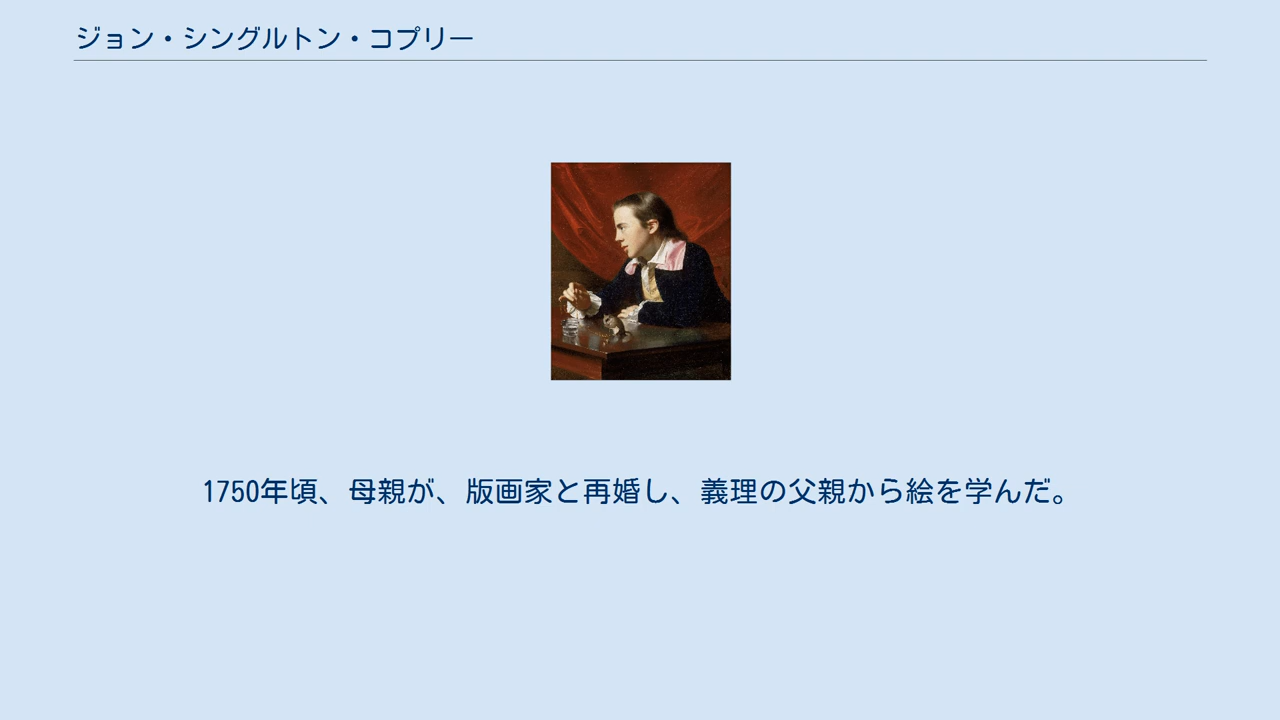 ジョン・シングルトン・コプリー
1750年頃、母親が、版画家と再婚し、義理の父親から絵を学んだ。